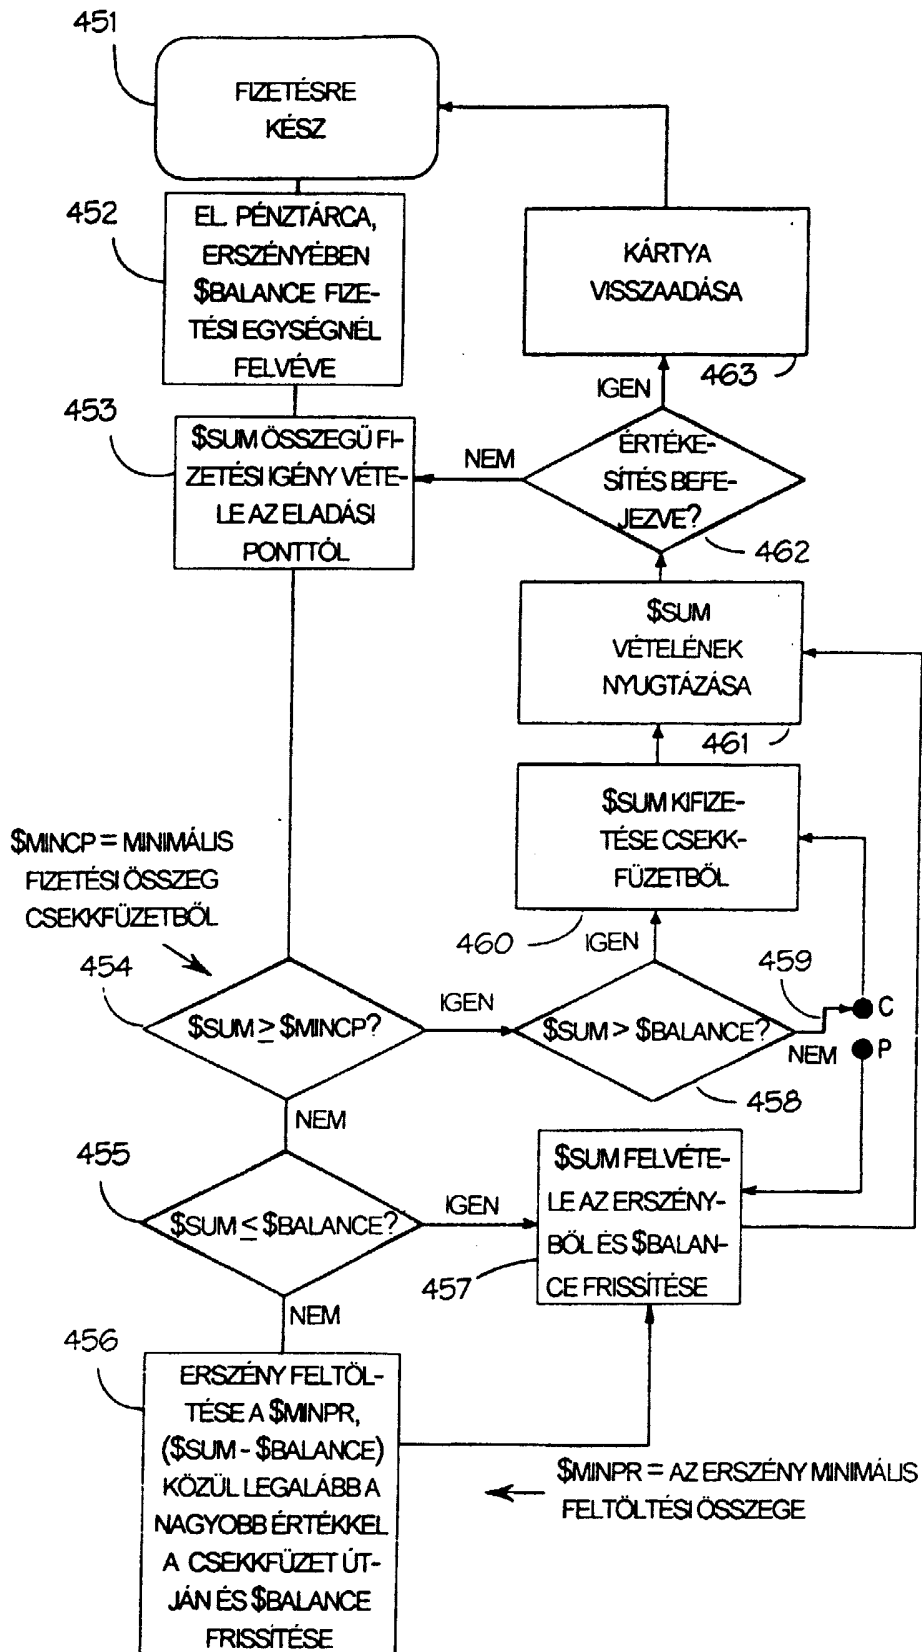 451
FIZETÉSRE
KÉSZ
452
EL. PÉNZTÁRCA,
ERSZÉNYÉBEN
$BALANCE FIZE-
TÉSI EGYSÉGNÉL
FELVÉVE
453
$SUM ÖSSZEGŰ FI-
ZETÉSI IGÉNY VÉTE-
LE AZ ELADÁSI
PONTTÓL
KÁRTYA
VISSZAADÁSA
463
IGEN
NEM
ÉRTÉKE-
SÍTÉS BEFE-
JEZVE?
462
$SUM
VÉTELÉNEK
NYUGTÁZÁSA
461
$SUM KIFIZE-
TÉSE CSEKK-
FÜZETBŐL
460
IGEN
$MINCP = MINIMÁLIS
FIZETÉSI ÖSSZEG
CSEKKFÜZETBŐL
454
$SUM ≥ $MINCP?
IGEN
$SUM > $BALANCE?
459
C
NEM
P
458
NEM
455
$SUM ≤ $BALANCE?
IGEN
$SUM FELVÉTE-
LE AZ ERSZÉNY-
BŐL ÉS $BALAN-
CE FRISSÍTÉSE
457
NEM
456
ERSZÉNY FELTÖL-
TÉSE A $MINPR,
($SUM - $BALANCE)
KÖZÜL LEGALÁBB A
NAGYOBB ÉRTÉKKEL
A CSEKKFÜZET ÚT-
JÁN ÉS $BALANCE
FRISSÍTÉSE
$MINPR = AZ ERSZÉNY MINIMÁLIS
FELTÖLTÉSI ÖSSZEGE